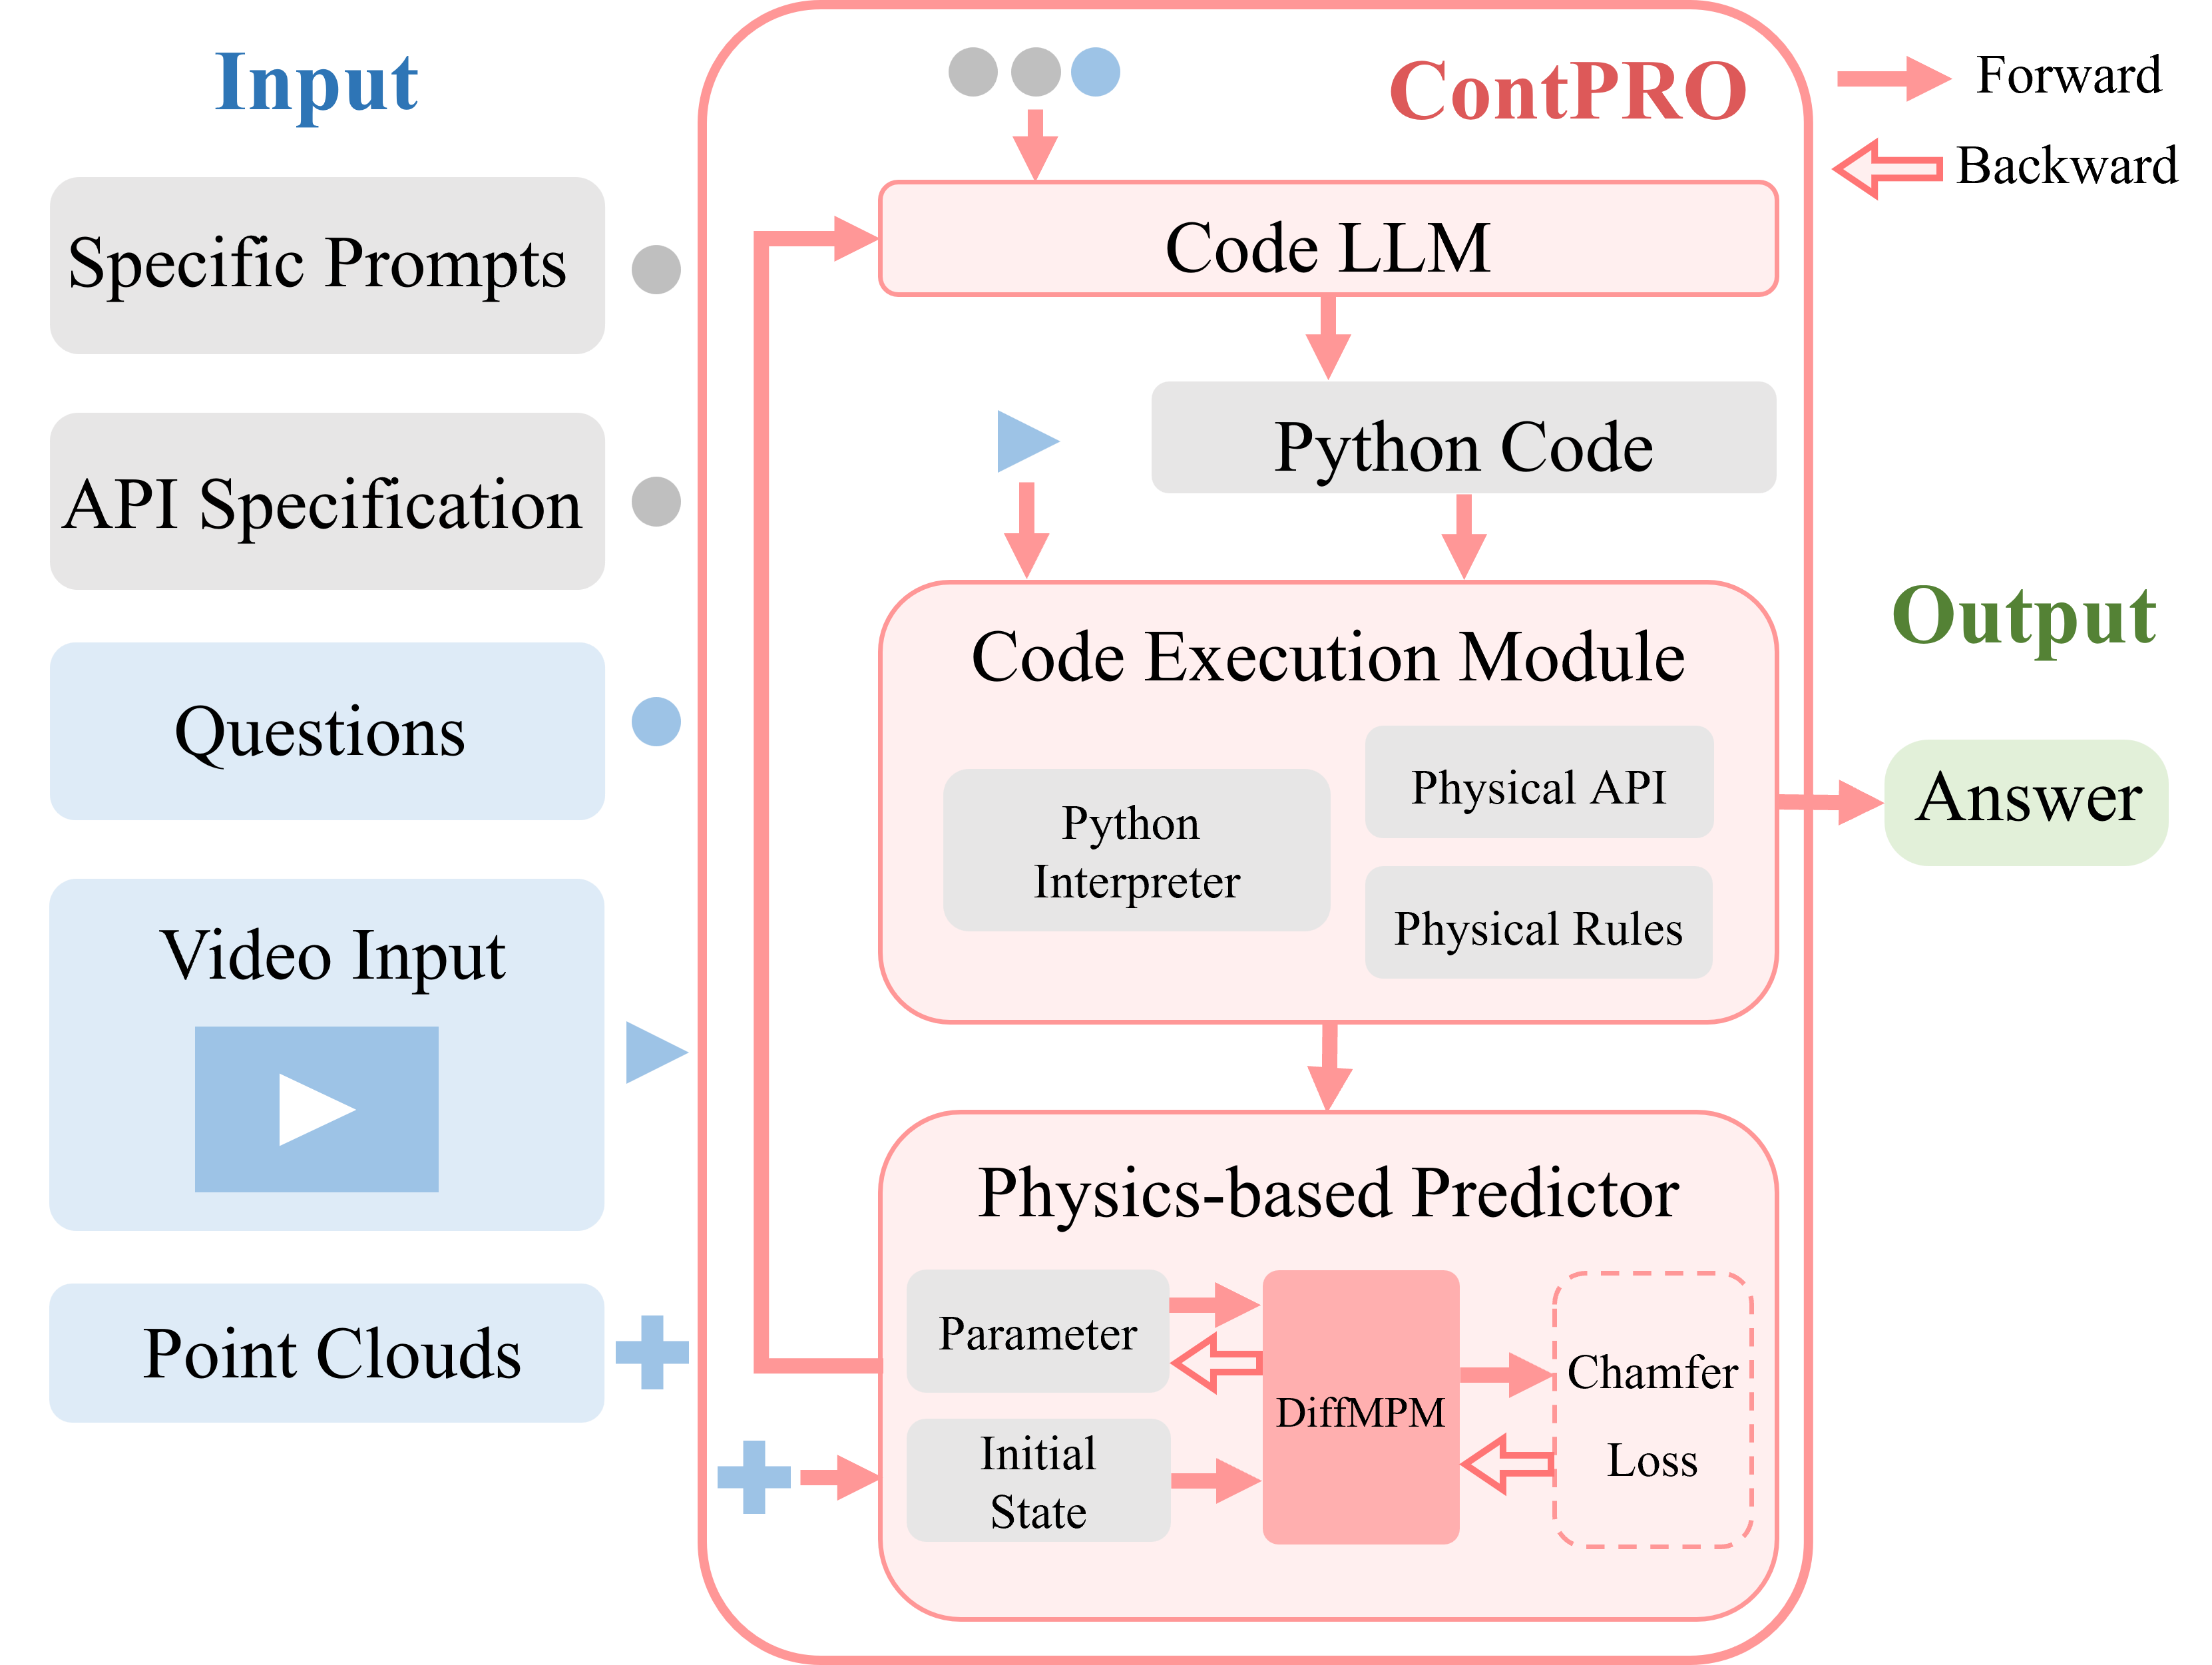 Input
Specific Prompts
API Specification
Questions
Video Input
Point Clouds
ContPRO
Code LLM
Python Code
Code Execution Module
Python
Interpreter
Physical API
Physical Rules
Physics-based Predictor
Parameter
Initial
State
DiffMPM
Chamfer
Loss
Forward
Backward
Output
Answer